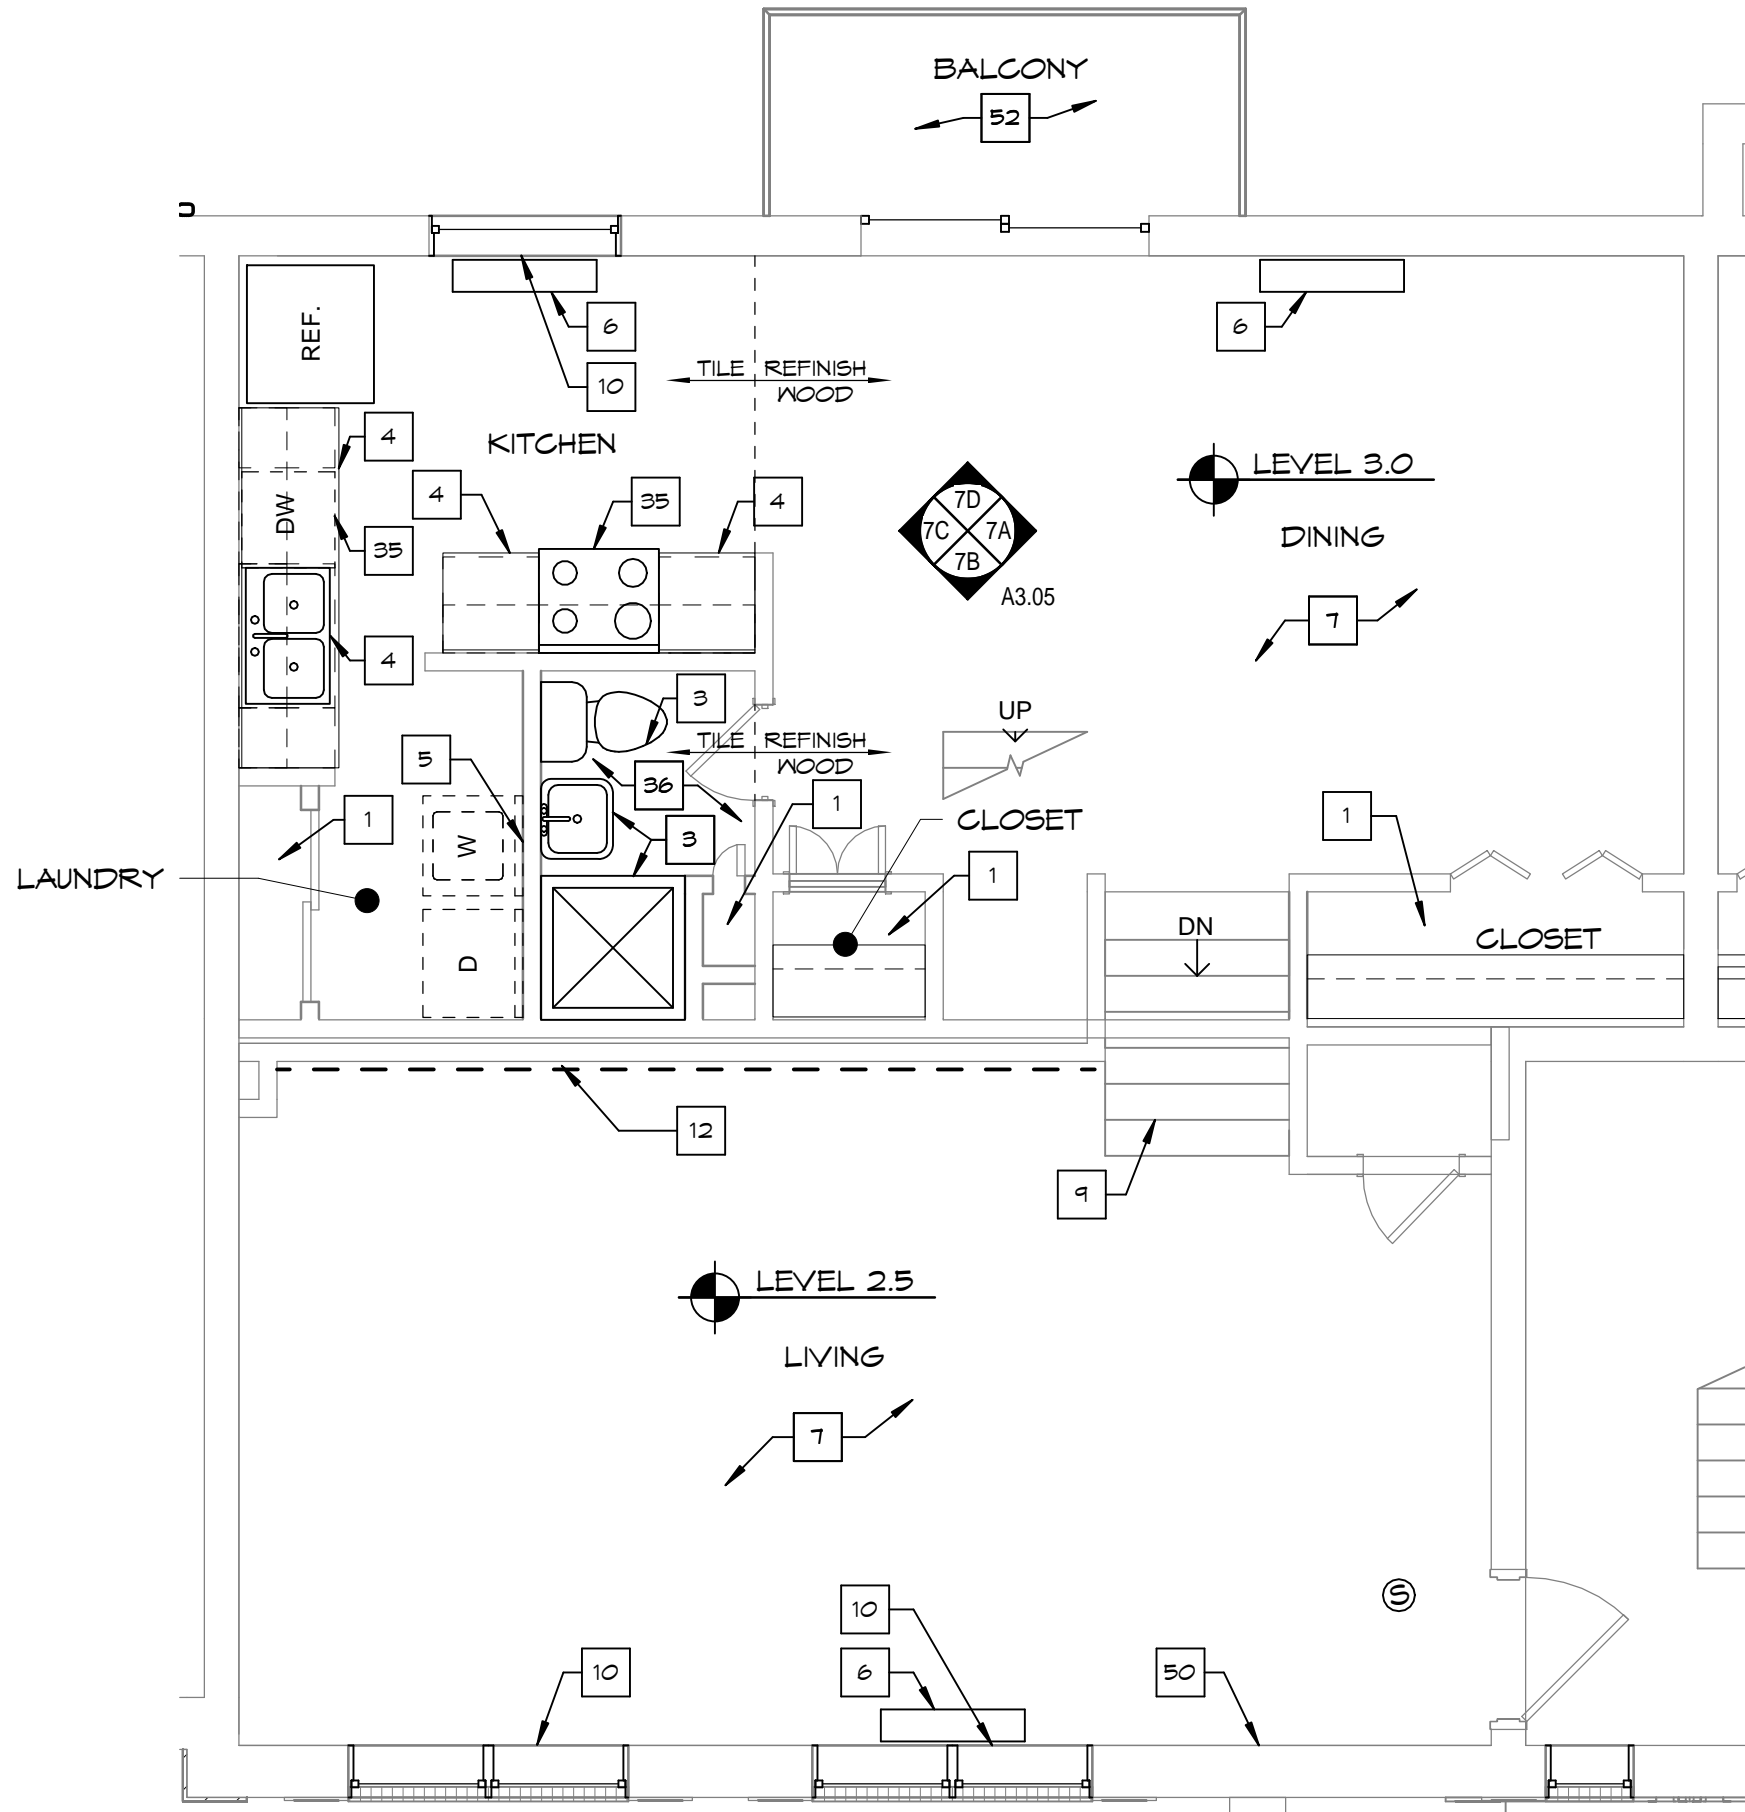 BALCONY
52
REF.
6
6
10
TILE REFINISH
WOOD
4
KITCHEN
LEVEL 3.0
4
35
4
7D
7C
7A
7B
A3.05
DW
35
DINING
7
4
3
UP
TILE REFINISH
WOOD
5
36
1
1
CLOSET
1
3
W
LAUNDRY
1
DN
CLOSET
D
12
9
LEVEL 2.5
LIVING
7
S
10
10
6
50